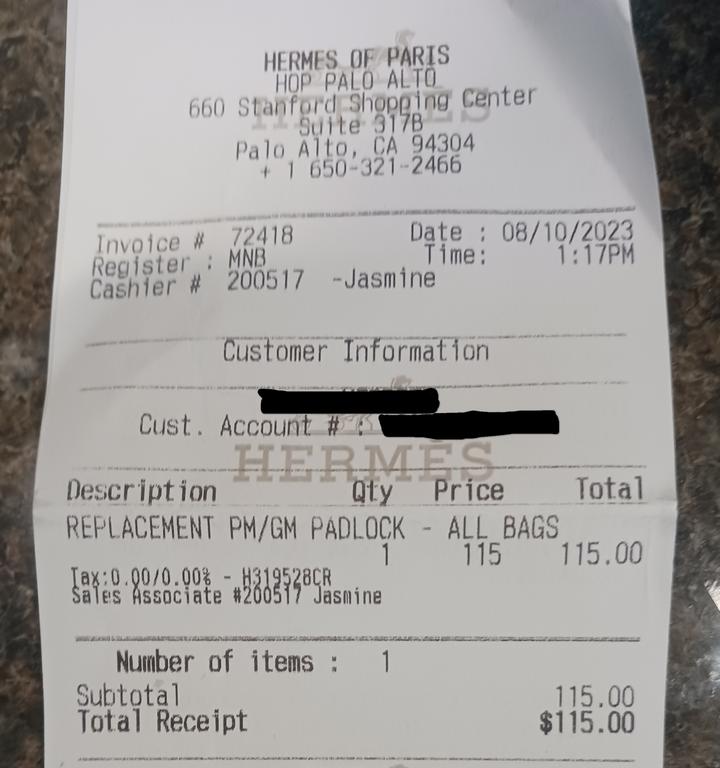 HERMES OF PARIS
HOP PALO ALTO
660 Stanford Shopping Center
Suite 317B
Palo Alto, CA 94304
+ 1 650-321-2466
Invoice # 72418 Date : 08/10/2023
Register : MNB Time: 1:17PM
Cashier # 200517 -Jasmine
Customer Information
Cust. Account # :
HERMES
Description Qty Price Total
REPLACEMENT PM/GM PADLOCK - ALL BAGS
1 115 115.00
Tax:0.00/0.00% - H319528CR
Sales Associate #200517 Jasmine
Number of items : 1
Subtotal 115.00
Total Receipt $115.00